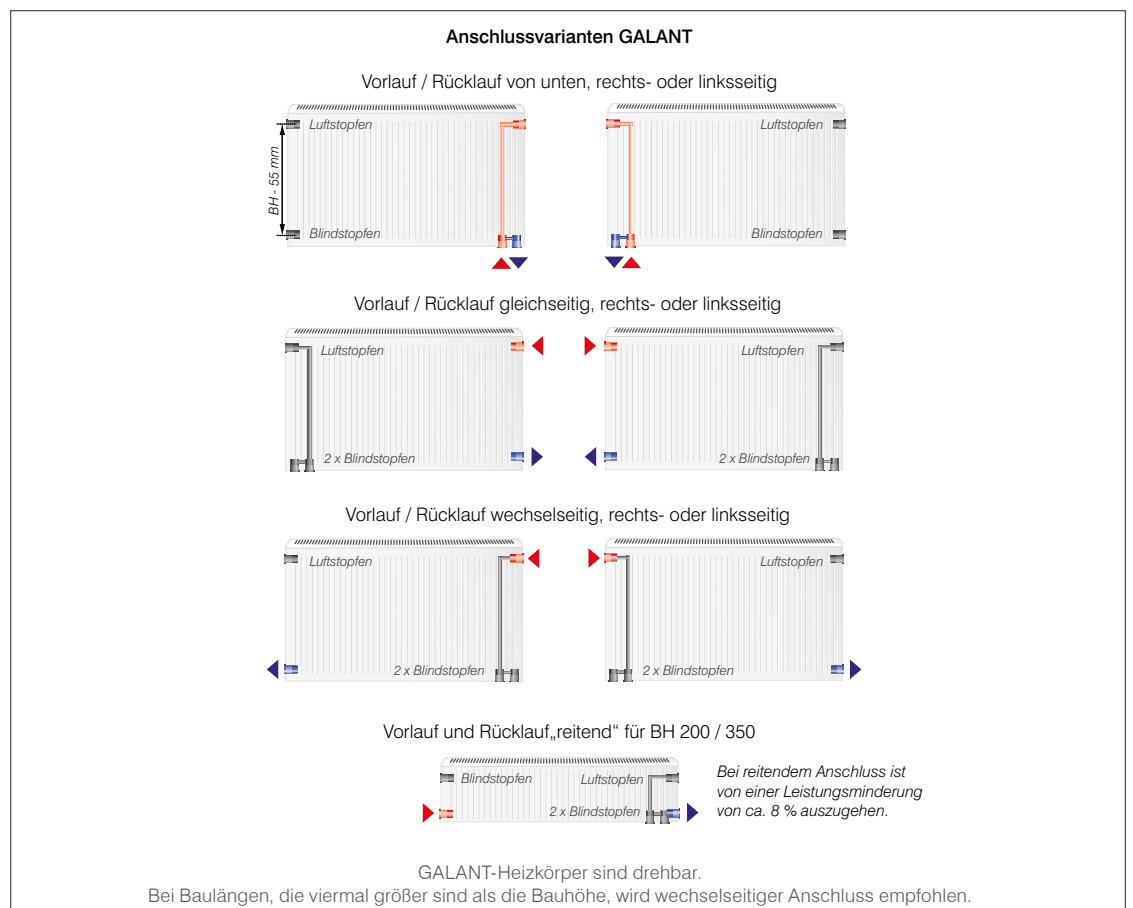 Anschlussvarianten GALANT
Vorlauf / Rücklauf von unten, rechts- oder linksseitig
Luftstopfen
BH - 55 mm
Blindstopfen
Luftstopfen
Blindstopfen
Vorlauf / Rücklauf gleichseitig, rechts- oder linksseitig
Luftstopfen
2 x Blindstopfen
Luftstopfen
2 x Blindstopfen
Vorlauf / Rücklauf wechselseitig, rechts- oder linksseitig
Luftstopfen
2 x Blindstopfen
Luftstopfen
2 x Blindstopfen
Vorlauf und Rücklauf„reitend“ für BH 200 / 350
Blindstopfen
Luftstopfen
2 x Blindstopfen
Bei reitendem Anschluss ist
von einer Leistungsminderung
von ca. 8 % auszugehen.
GALANT-Heizkörper sind drehbar.
Bei Baulängen, die viermal größer sind als die Bauhöhe, wird wechselseitiger Anschluss empfohlen.